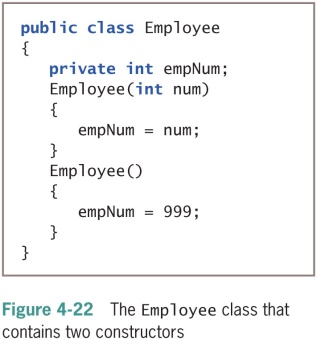 public class Employee
{
   private int empNum;
   Employee(int num)
   {
      empNum = num;
   }
   Employee()
   {
      empNum = 999;
   }
}
Figure 4-22 The Employee class that
contains two constructors